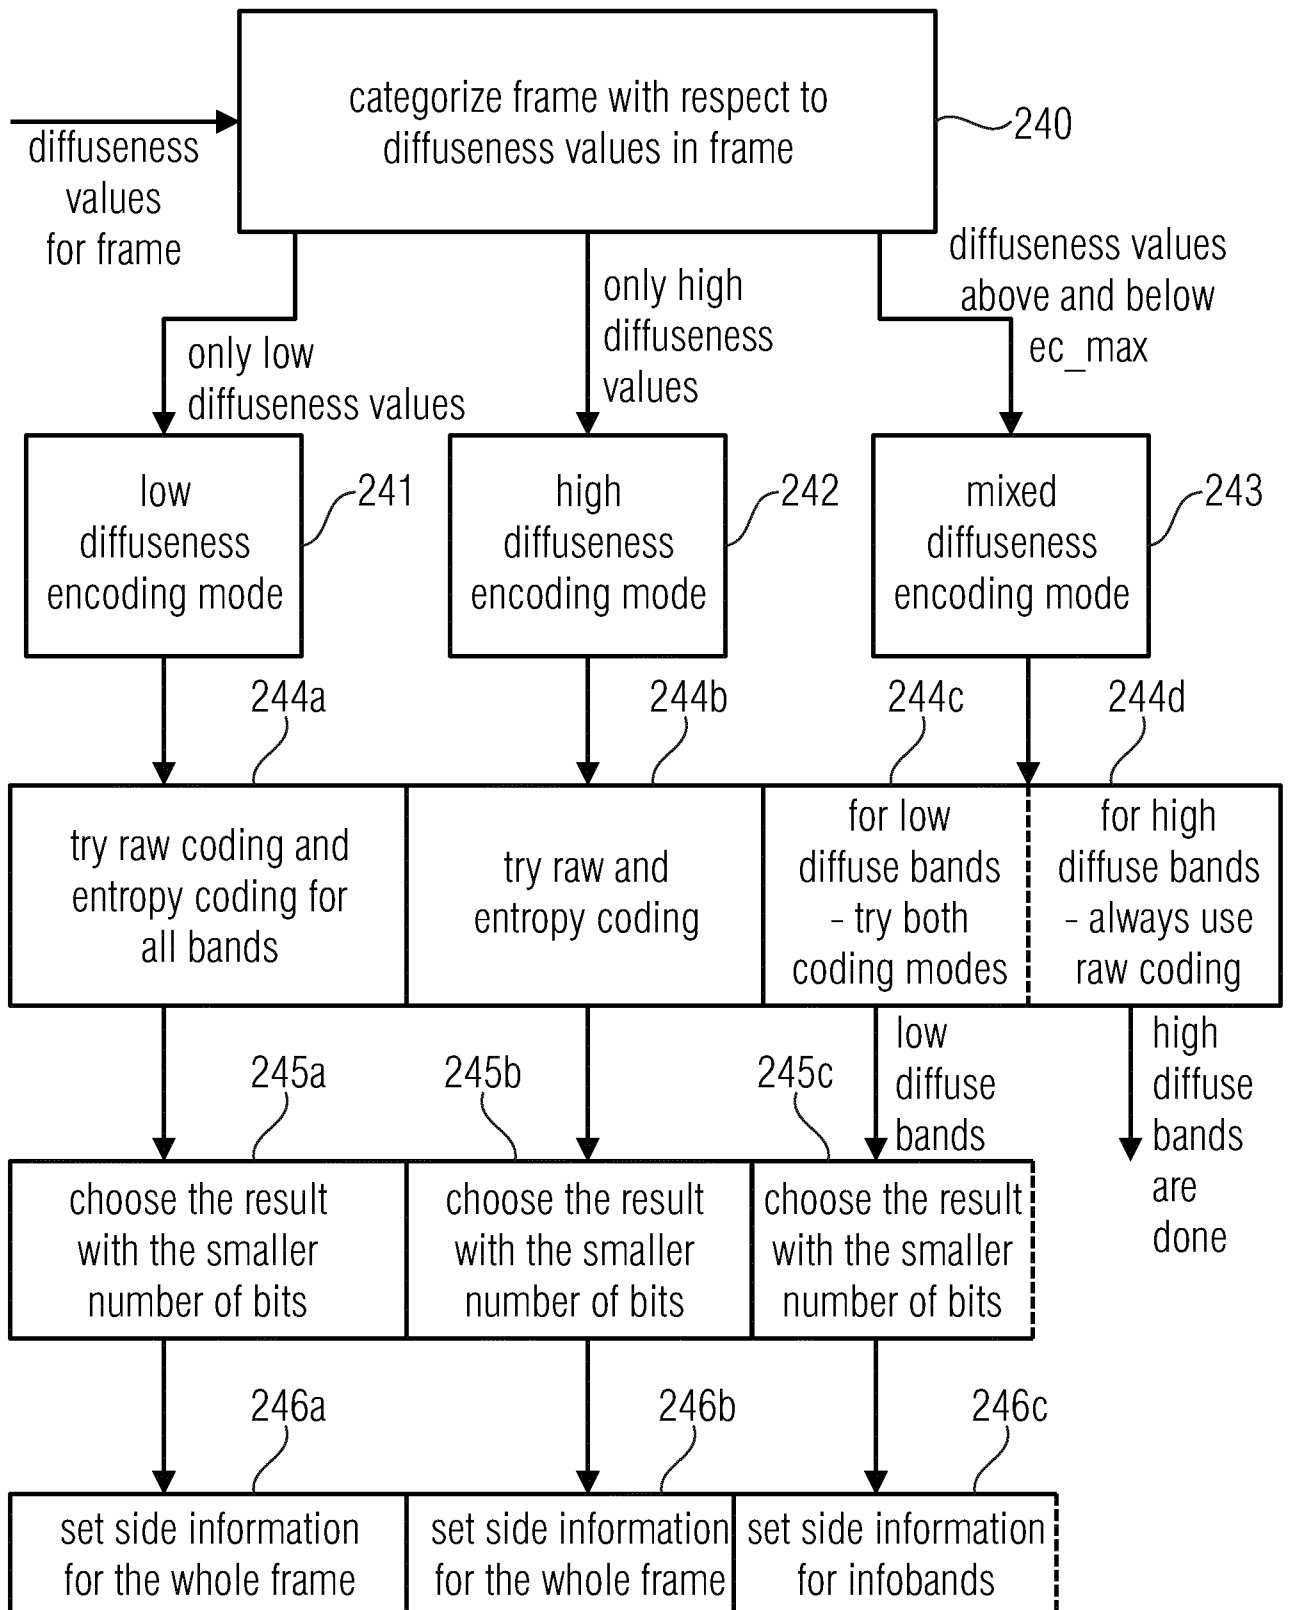 categorize frame with respect to
diffuseness values in frame
240
diffuseness
values
for frame
only low
diffuseness values
only high
diffuseness
values
diffuseness values
above and below
ec_max
low
diffuseness
encoding mode
241
high
diffuseness
encoding mode
242
mixed
diffuseness
encoding mode
243
244a
244b
244c
244d
try raw coding and
entropy coding for
all bands
try raw and
entropy coding
for low
diffuse bands
- try both
coding modes
for high
diffuse bands
- always use
raw coding
low
diffuse
bands
high
diffuse
bands
are
done
245a
245b
245c
choose the result
with the smaller
number of bits
choose the result
with the smaller
number of bits
choose the result
with the smaller
number of bits
246a
246b
246c
set side information
for the whole frame
set side information
for the whole frame
set side information
for infobands